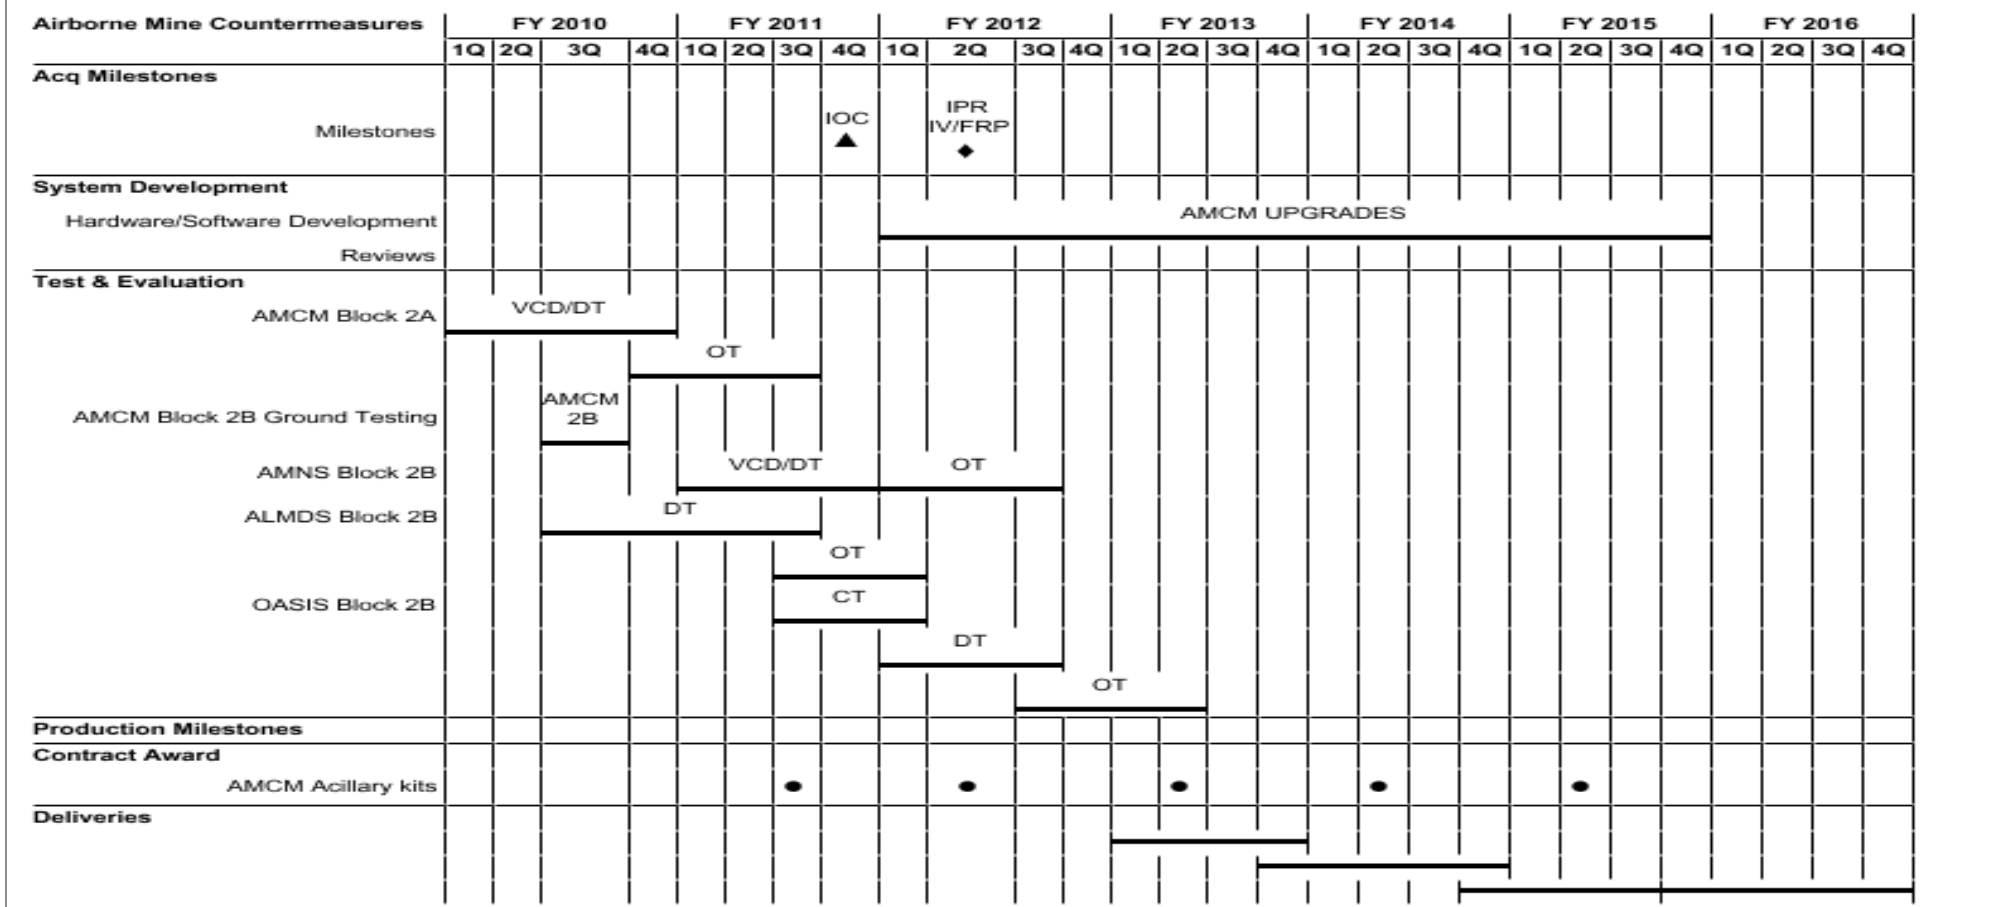 Airborne Mine Countermeasures FY 2010 FY 2011 FY 2012 FY 2013 FY 2014 FY 2015 FY 2016
1Q 2Q 3Q 4Q 1Q 2Q 3Q 4Q 1Q 2Q 3Q 4Q 1Q 2Q 3Q 4Q 1Q 2Q 3Q 4Q 1Q 2Q 3Q 4Q 1Q 2Q 3Q 4Q
Acq Milestones
IPR
IOC
IV/FRP
Milestones
System Development
AMCM UPGRADES
Hardware/Software Development
Reviews
Test & Evaluation
VCD/DT
AMCM Block 2A
OT
AMCM
2B
AMCM Block 2B Ground Testing
VCD/DT OT
AMNS Block 2B
DT
ALMDS Block 2B
OT
CT
OASIS Block 2B
DT
OT
Production Milestones
Contract Award
AMCM Acillary kits
Deliveries